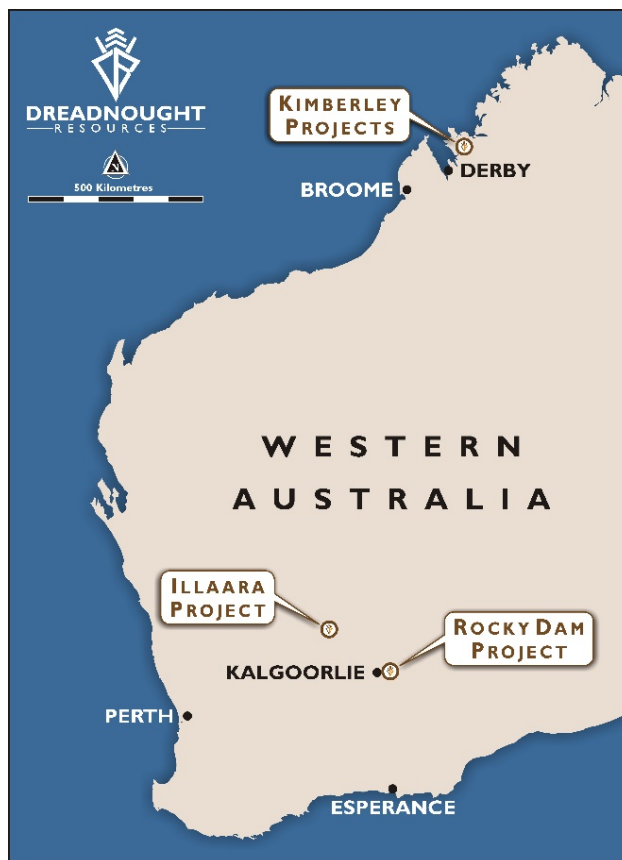 DREADNOUGHT
RESOURCES
N
500 Kilometres
KIMBERLEY
PROJECTS
DERBY
BROOME
WESTERN
AUSTRALIA
ILLAARA
PROJECT
ROCKY DAM
PROJECT
KALGOORLIE
PERTH
ESPERANCE